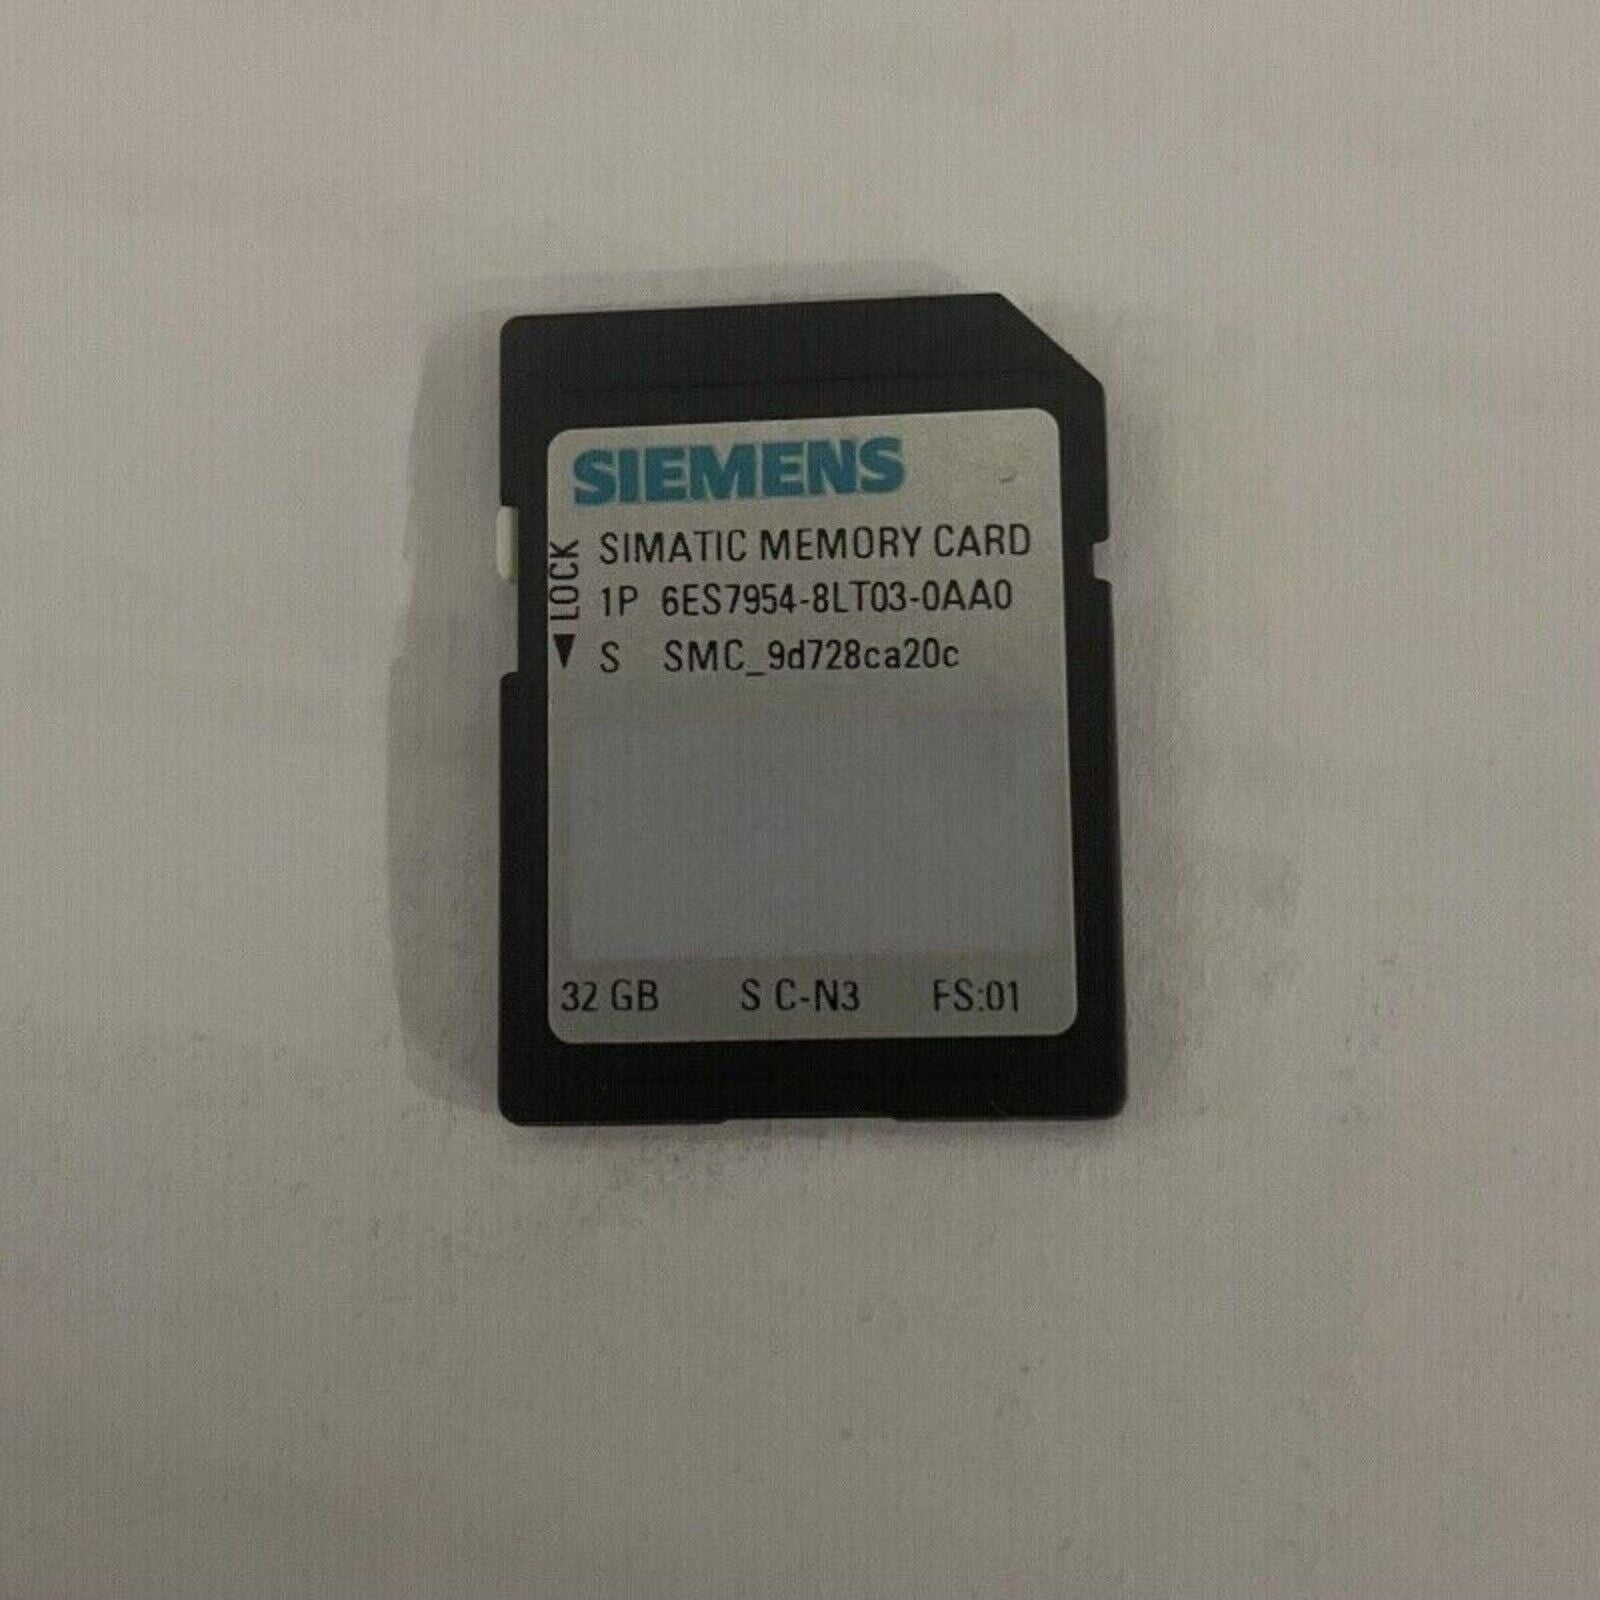 SIEMENS
SIMATIC MEMORY CARD
1P 6ES7954-8LT03-0AA0
S SMC_9d728ca20c
◀ LOCK
32 GB S C-N3 FS:01